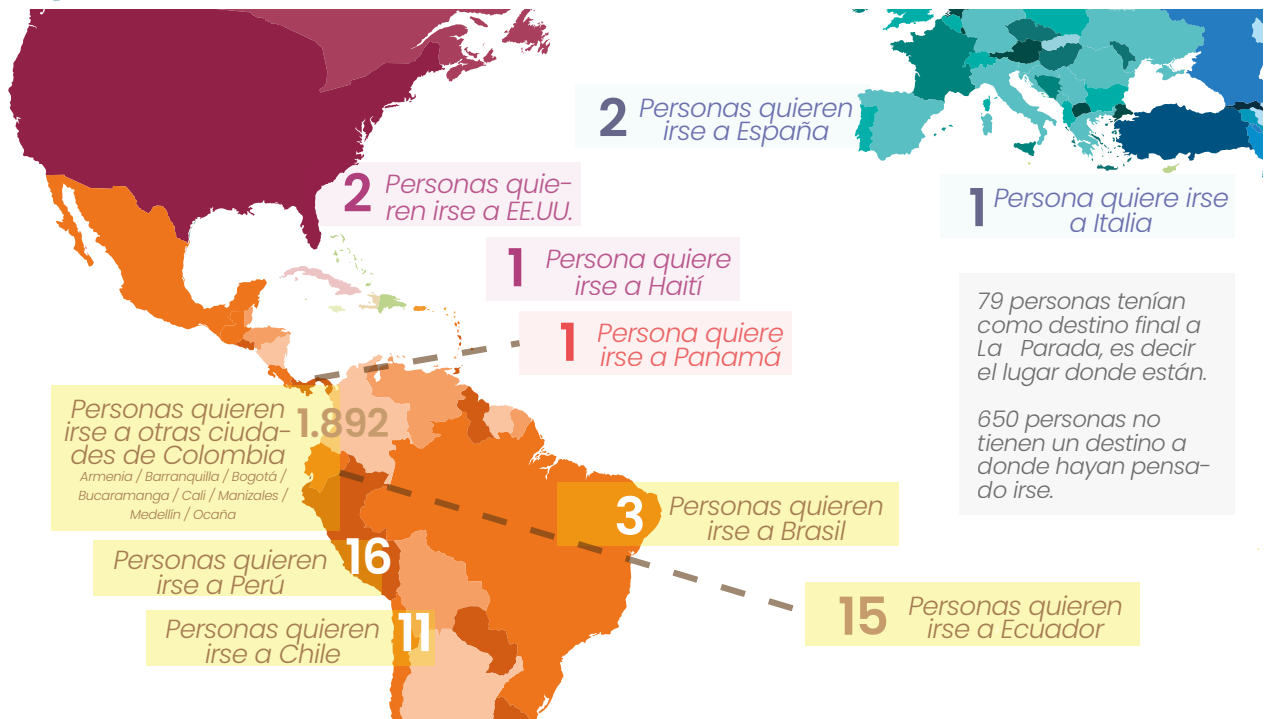 2 Personas quieren
irse a España
2 Personas quie-
ren irse a EE.UU.
1 Persona quiere irse
a Italia
1 Persona quiere
irse a Haití
1 Persona quiere
irse a Panamá
79 personas tenían
como destino final a
La Parada, es decir
el lugar donde están.
650 personas no
tienen un destino a
donde hayan pensa-
do irse.
Personas quieren
irse a otras ciuda-
des de Colombia
1.892
Armenia / Barranquilla / Bogotá /
Bucaramanga / Cali / Manizales /
Medellín / Ocaña
3 Personas quieren
irse a Brasil
Personas quieren
irse a Perú
16
15 Personas quieren
irse a Ecuador
Personas quieren
irse a Chile
11